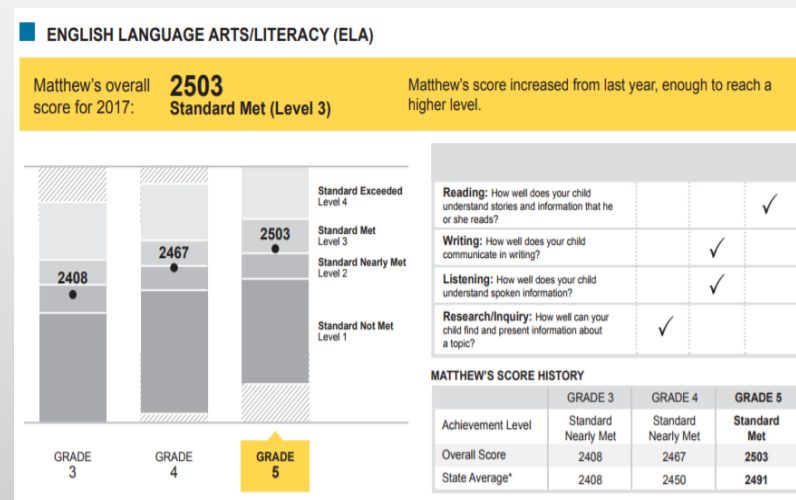 ENGLISH LANGUAGE ARTS/LITERACY (ELA)
Matthew's overall
score for 2017:
2503
Standard Met (Level 3)
Matthew's score increased from last year, enough to reach a
higher level.
2408
2467
2503
Standard Exceeded
Level 4
Standard Met
Level 3
Standard Nearly Met
Level 2
Standard Not Met
Level 1
GRADE
3
GRADE
4
GRADE
5
Reading: How well does your child
understand stories and information that he
or she reads?
Writing: How well does your child
communicate in writing?
Listening: How well does your child
understand spoken information?
Research/Inquiry: How well can your
child find and present information about
a topic?
MATTHEW'S SCORE HISTORY
GRADE 3 GRADE 4 GRADE 5
Achievement Level Standard Nearly Met Standard Nearly Met Standard Met
Overall Score 2408 2467 2503
State Average* 2408 2450 2491